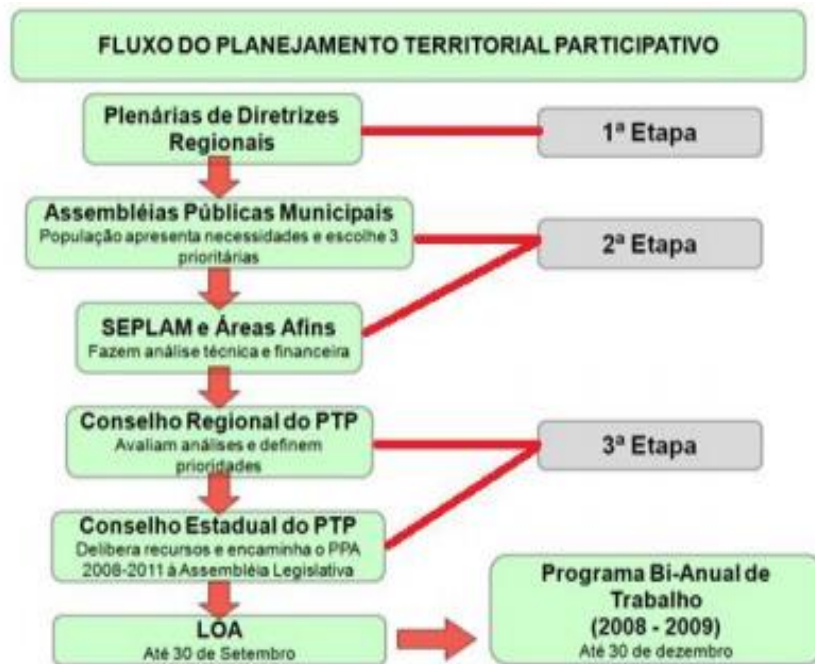 FLUXO DO PLANEJAMENTO TERRITORIAL PARTICIPATIVO
Plenárias de Diretrizes
Regionais
1ª Etapa
Assembléias Públicas Municipais
População apresenta necessidades e escolhe 3
prioritárias
2ª Etapa
SEPLAM e Áreas Afins
Fazem análise técnica e financeira
Conselho Regional do PTP
Avaliam análises e definem
prioridades
3ª Etapa
Conselho Estadual do PTP
Delibera recursos e encaminha o PPA
2008-2011 à Assembléia Legislativa
LOA
Até 30 de Setembro
Programa Bi-Anual de
Trabalho
(2008 - 2009)
Até 30 de dezembro